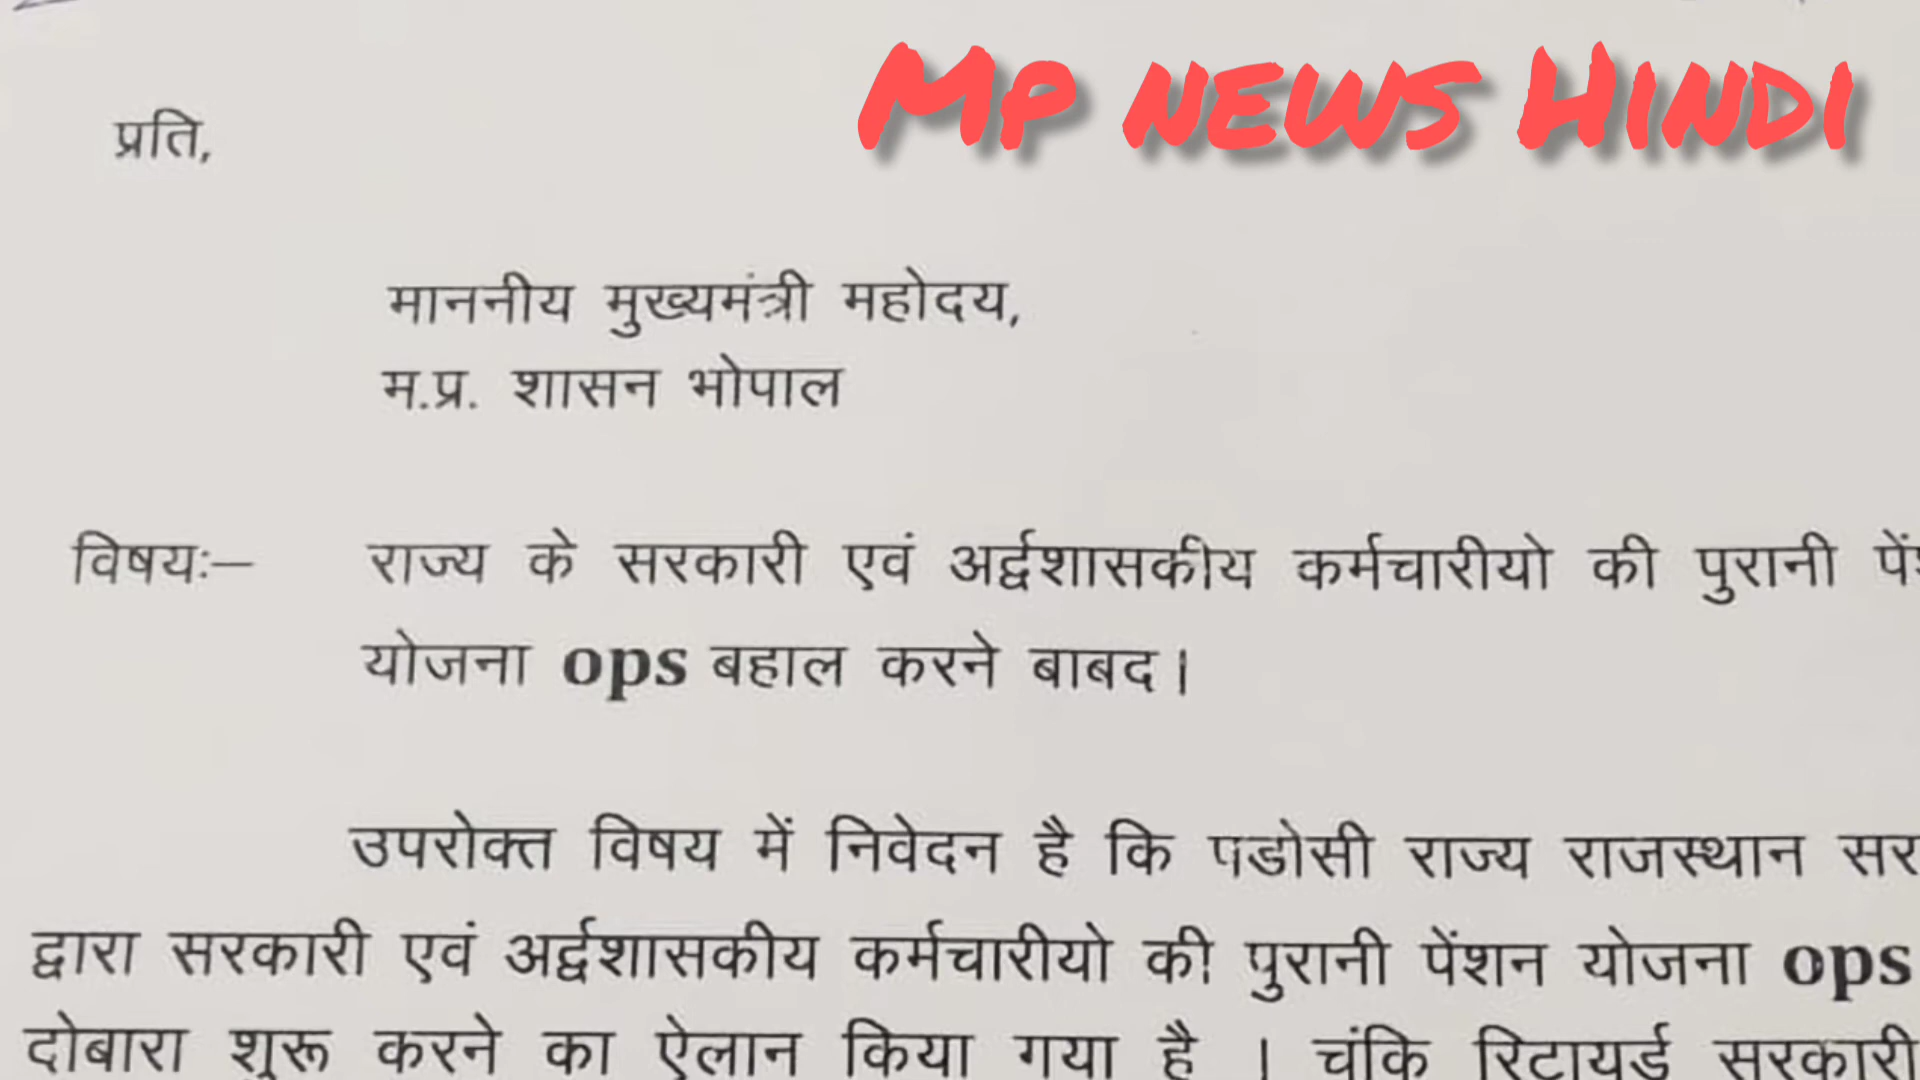 Mp news Hindi
प्रति,
माननीय मुख्यमंत्री महोदय,
म.प्र. शासन भोपाल
विषयः– राज्य के सरकारी एवं अर्द्वशासकीय कर्मचारीयो की पुरानी
योजना ops बहाल करने बाबद।
उपरोक्त विषय में निवेदन है कि पडोसी राज्य राजस्थान
द्वारा सरकारी एवं अर्द्वशासकीय कर्मचारीयो की पुरानी पेंशन योजना ops
दोबारा शुरू करने का ऐलान किया गया है । चंकि रिटायर्ड सरकारी